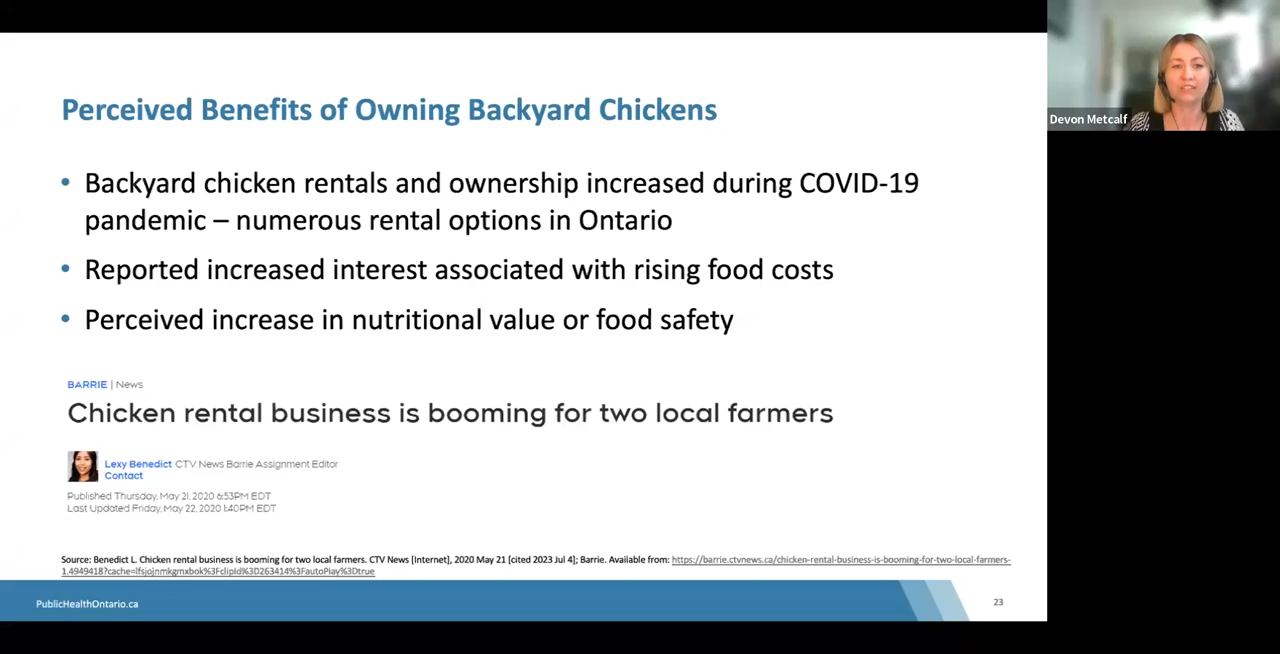 Perceived Benefits of Owning Backyard Chickens
• Backyard chicken rentals and ownership increased during COVID-19
pandemic – numerous rental options in Ontario
• Reported increased interest associated with rising food costs
• Perceived increase in nutritional value or food safety
BARRIE | News
Chicken rental business is booming for two local farmers
Lexy Benedict CTV News Barrie Assignment Editor
Contact
Published Thursday, May 21, 2020 6:53PM EDT
Last Updated Friday, May 22, 2020 1:40PM EDT
Source: Benedict L. Chicken rental business is booming for two local farmers. CTV News [Internet], 2020 May 21 [cited 2023 Jul 4]; Barrie. Available from: https://barrie.ctvnews.ca/chicken-rental-business-is-booming-for-two-local-farmers-
1.4949418?cache=lfsjojnmkgmxbok%3FclipId%3D263414%3FautoPlay%3Dtrue
PublicHealthOntario.ca
23
Devon Metcalf